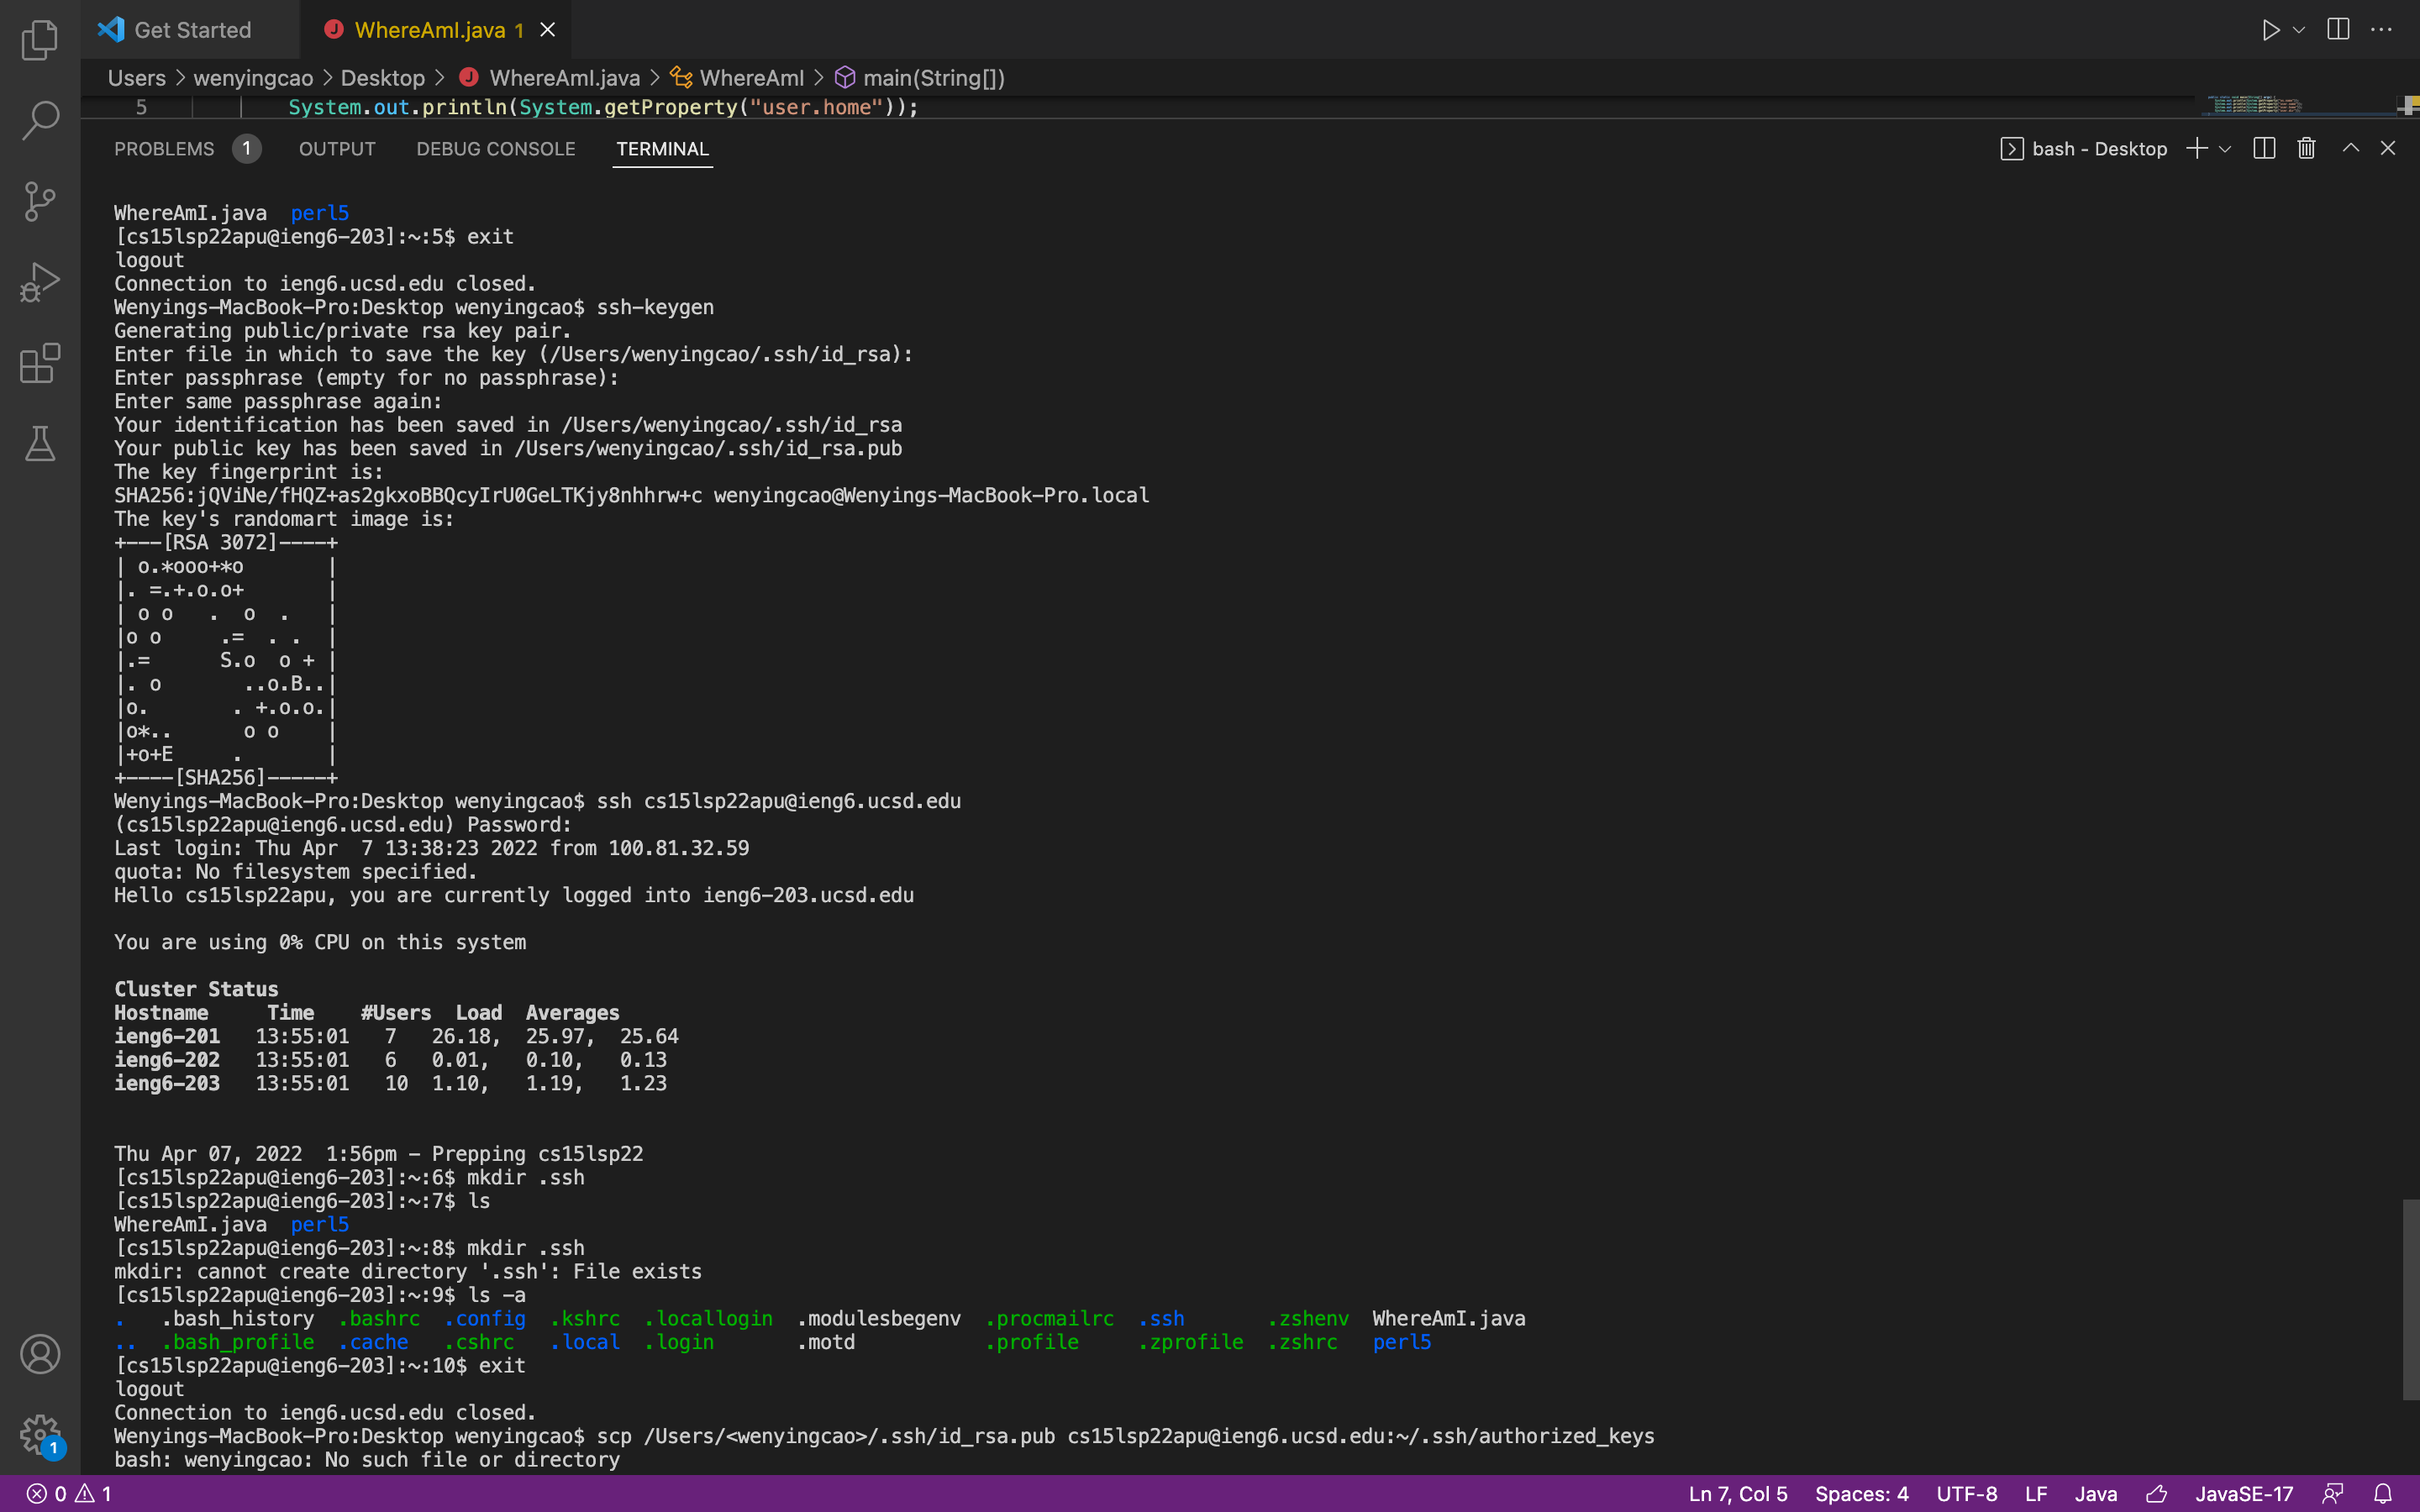 Get Started WhereAmI.java 1
Users > wenyingcao > Desktop > WhereAmI.java > WhereAmI > main(String[])
5 System.out.println(System.getProperty("user.home"));
PROBLEMS 1 OUTPUT DEBUG CONSOLE TERMINAL bash - Desktop
WhereAmI.java perl5
[cs15lsp22apu@ieng6-203]:~:5$ exit
logout
Connection to ieng6.ucsd.edu closed.
Wenyings-MacBook-Pro:Desktop wenyingcao$ ssh-keygen
Generating public/private rsa key pair.
Enter file in which to save the key (/Users/wenyingcao/.ssh/id_rsa):
Enter passphrase (empty for no passphrase):
Enter same passphrase again:
Your identification has been saved in /Users/wenyingcao/.ssh/id_rsa
Your public key has been saved in /Users/wenyingcao/.ssh/id_rsa.pub
The key fingerprint is:
SHA256:jQViNe/fHQZ+as2gkxoBBQcyIrU0GeLTKjy8nhhrw+c wenyingcao@Wenyings-MacBook-Pro.local
The key's randomart image is:
+---[RSA 3072]----+
| o.*ooo+*o       |
|. =.+.o.o+       |
| o o   .  o  .   |
|o o     .=  . .  |
|.=      S.o  o + |
|. o       ..o.B..|
|o.       . +.o.o.|
|o*..      o o    |
|+o+E     .       |
+----[SHA256]-----+
Wenyings-MacBook-Pro:Desktop wenyingcao$ ssh cs15lsp22apu@ieng6.ucsd.edu
(cs15lsp22apu@ieng6.ucsd.edu) Password:
Last login: Thu Apr  7 13:38:23 2022 from 100.81.32.59
quota: No filesystem specified.
Hello cs15lsp22apu, you are currently logged into ieng6-203.ucsd.edu
You are using 0% CPU on this system
Cluster Status
Hostname     Time    #Users  Load  Averages
ieng6-201   13:55:01   7   26.18,  25.97,  25.64
ieng6-202   13:55:01   6   0.01,   0.10,   0.13
ieng6-203   13:55:01   10  1.10,   1.19,   1.23
Thu Apr 07, 2022  1:56pm - Prepping cs15lsp22
[cs15lsp22apu@ieng6-203]:~:6$ mkdir .ssh
[cs15lsp22apu@ieng6-203]:~:7$ ls
WhereAmI.java perl5
[cs15lsp22apu@ieng6-203]:~:8$ mkdir .ssh
mkdir: cannot create directory '.ssh': File exists
[cs15lsp22apu@ieng6-203]:~:9$ ls -a
.   .bash_history  .bashrc  .config  .kshrc  .locallogin  .modulesbegenv  .procmailrc  .ssh       .zshenv  WhereAmI.java
..  .bash_profile  .cache   .cshrc   .local  .login       .motd           .profile     .zprofile  .zshrc   perl5
[cs15lsp22apu@ieng6-203]:~:10$ exit
logout
Connection to ieng6.ucsd.edu closed.
Wenyings-MacBook-Pro:Desktop wenyingcao$ scp /Users/<wenyingcao>/.ssh/id_rsa.pub cs15lsp22apu@ieng6.ucsd.edu:~/.ssh/authorized_keys
bash: wenyingcao: No such file or directory
1
0 1 Ln 7, Col 5 Spaces: 4 UTF-8 LF Java JavaSE-17